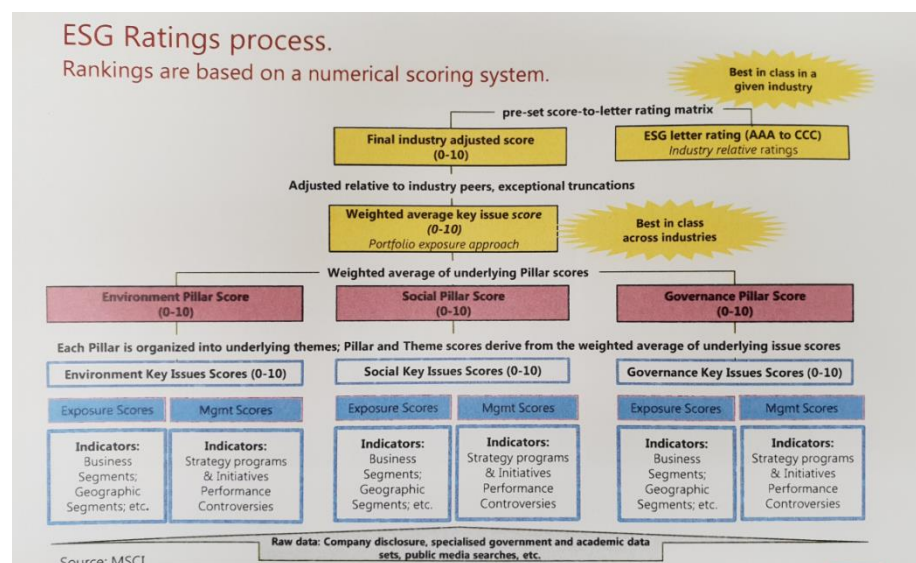 ESG Ratings process.
Rankings are based on a numerical scoring system.
Best in class in a
given industry
pre-set score-to-letter rating matrix
Final industry adjusted score
(0-10)
ESG letter rating (AAA to CCC)
Industry relative ratings
Adjusted relative to industry peers, exceptional truncations
Weighted average key issue score
(0-10)
Portfolio exposure approach
Best in class
across industries
Weighted average of underlying Pillar scores
Environment Pillar Score
(0-10)
Social Pillar Score
(0-10)
Governance Pillar Score
(0-10)
Each Pillar is organized into underlying themes; Pillar and Theme scores derive from the weighted average of underlying issue scores
Environment Key Issues Scores (0-10)
Social Key Issues Scores (0-10)
Governance Key Issues Scores (0-10)
Exposure Scores
Mgmt Scores
Exposure Scores
Mgmt Scores
Exposure Scores
Mgmt Scores
Indicators:
Business
Segments;
Geographic
Segments; etc.
Indicators:
Strategy programs
& Initiatives
Performance
Controversies
Indicators:
Business
Segments;
Geographic
Segments; etc.
Indicators:
Strategy programs
& Initiatives
Performance
Controversies
Indicators:
Business
Segments;
Geographic
Segments; etc.
Indicators:
Strategy programs
& Initiatives
Performance
Controversies
Raw data: Company disclosure, specialised government and academic data
sets, public media searches, etc.
Source: MSCI